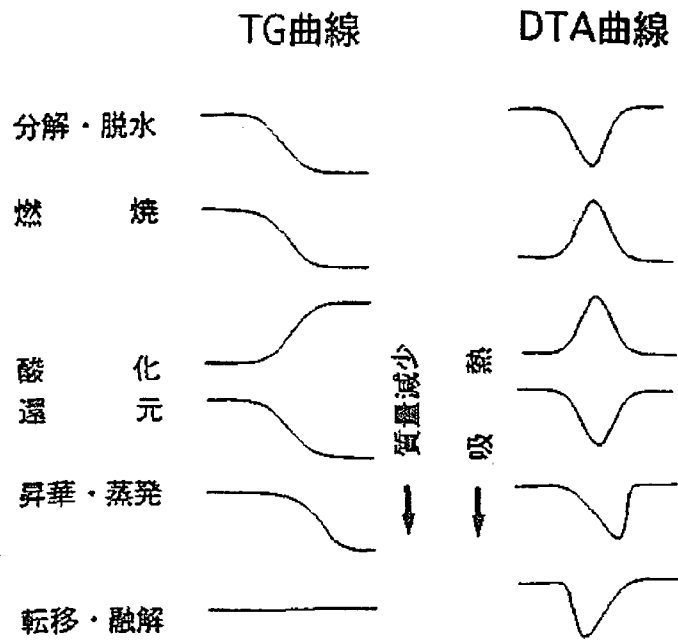 TG曲線
DTA曲線
分解・脱水
燃焼
酸化
還元
昇華・蒸発
転移・融解
質量減少
吸熱